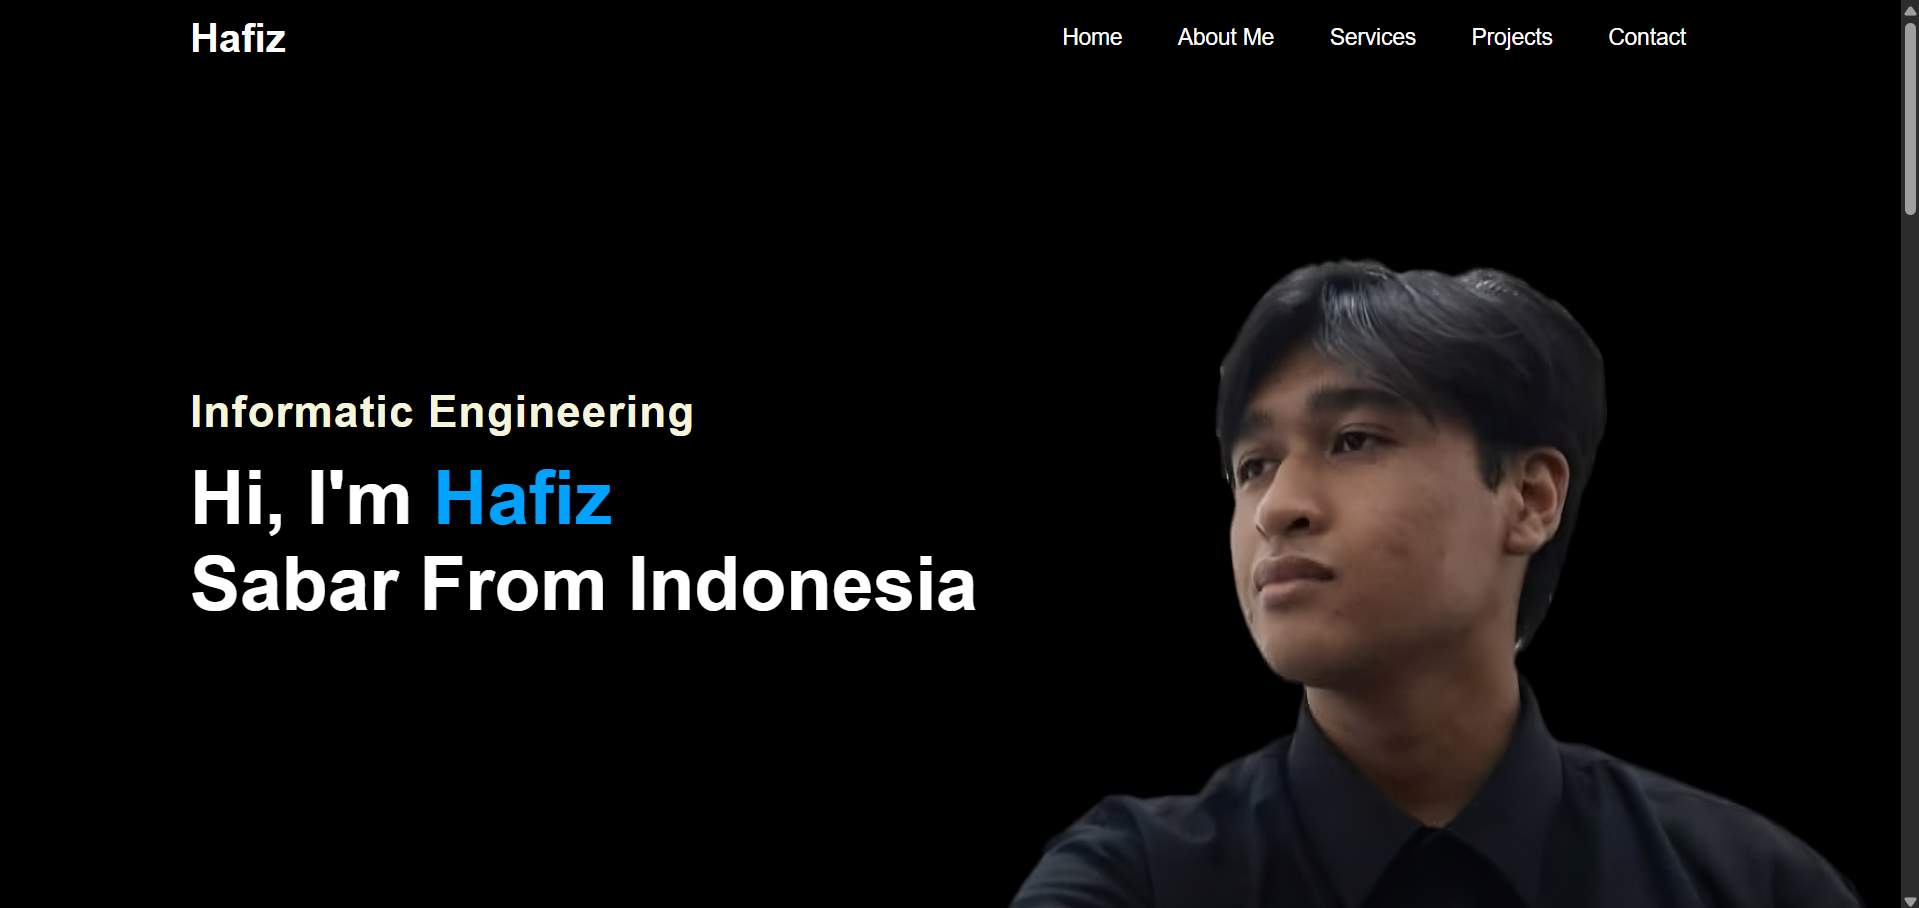 Hafiz
Home About Me Services Projects Contact
Informatic Engineering
Hi, I'm Hafiz
Sabar From Indonesia